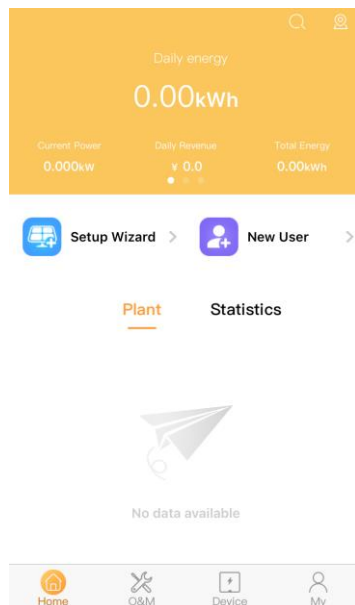 Daily energy
0.00kWh
Current Power Daily Revenue Total Energy
0.000kW ¥ 0.0 0.00kWh
Setup Wizard New User
Plant Statistics
No data available
Home O&M Device My